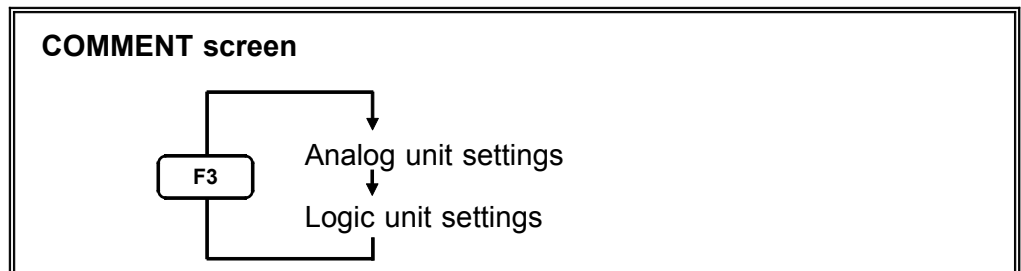 COMMENT screen
Analog unit settings
F3
Logic unit settings